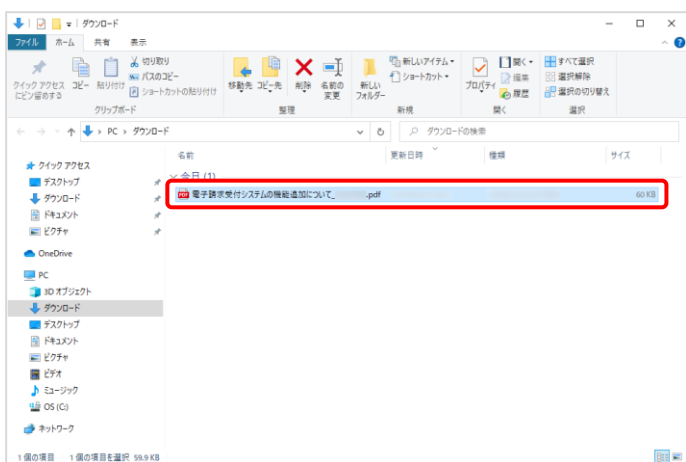 ダウンロード
ファイル ホーム 共有 表示
クイック アクセス
にピン留めする
コピー
貼り付け
切り取り
パスのコピー
ショートカットの貼り付け
クリップボード
移動先
コピー先
削除
名前の
変更
整理
新しい
フォルダー
新しいアイテム
ショートカット
新規
プロパティ
開く
編集
履歴
開く
すべて選択
選択解除
選択の切り替え
選択
PC > ダウンロード
ダウンロードの検索
名前 更新日時 種類 サイズ
今日 (1)
電子請求受付システムの機能追加について_ .pdf 60 KB
クイック アクセス
デスクトップ
ダウンロード
ドキュメント
ピクチャ
OneDrive
PC
3D オブジェクト
ダウンロード
デスクトップ
ドキュメント
ピクチャ
ビデオ
ミュージック
OS (C:)
ネットワーク
1 個の項目 1 個の項目を選択 59.9 KB